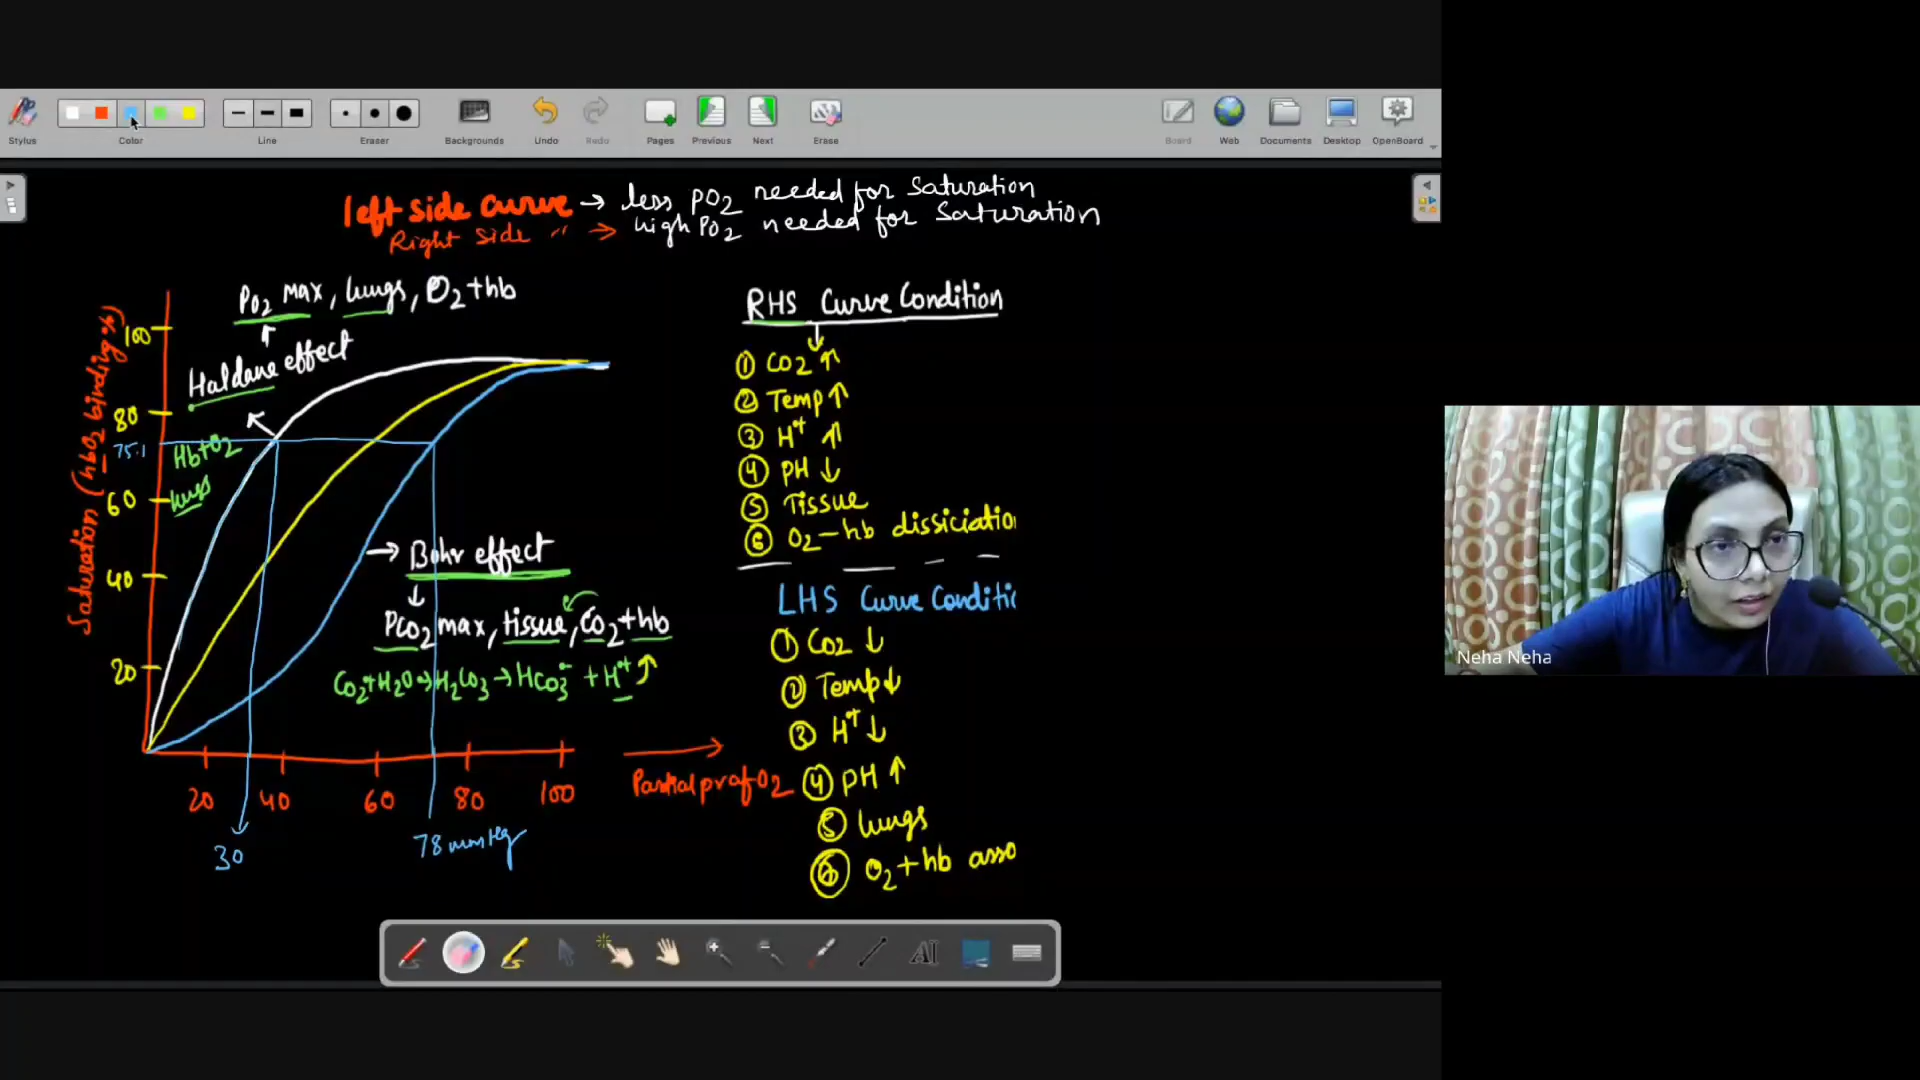 Stylus
Color
Line
Eraser
Backgrounds
Undo
Redo
Pages
Previous
Next
Erase
Board
Web
Documents
Desktop
OpenBoard
left side curve → less PO2 needed for Saturation
Right side " → high PO2 needed for Saturation
PO2 max, lungs, O2+hb
Haldane effect
Saturation (hbO2 binding%)
100
80
75%
60
40
20
Hb+O2
lungs
→ Bohr effect
PCO2 max, tissue, CO2+hb
CO2+H2O→H2CO3→HCO3- + H+ ↑
20 40 60 80 100
Partial pr of O2
30
78 mmHg
RHS Curve Condition
① CO2 ↑
② Temp ↑
③ H+ ↑
④ PH ↓
⑤ Tissue
⑥ O2-hb dissiciation
LHS Curve Conditic
① CO2 ↓
② Temp ↓
③ H+ ↓
④ PH ↑
⑤ lungs
⑥ O2+hb asso
Neha Neha